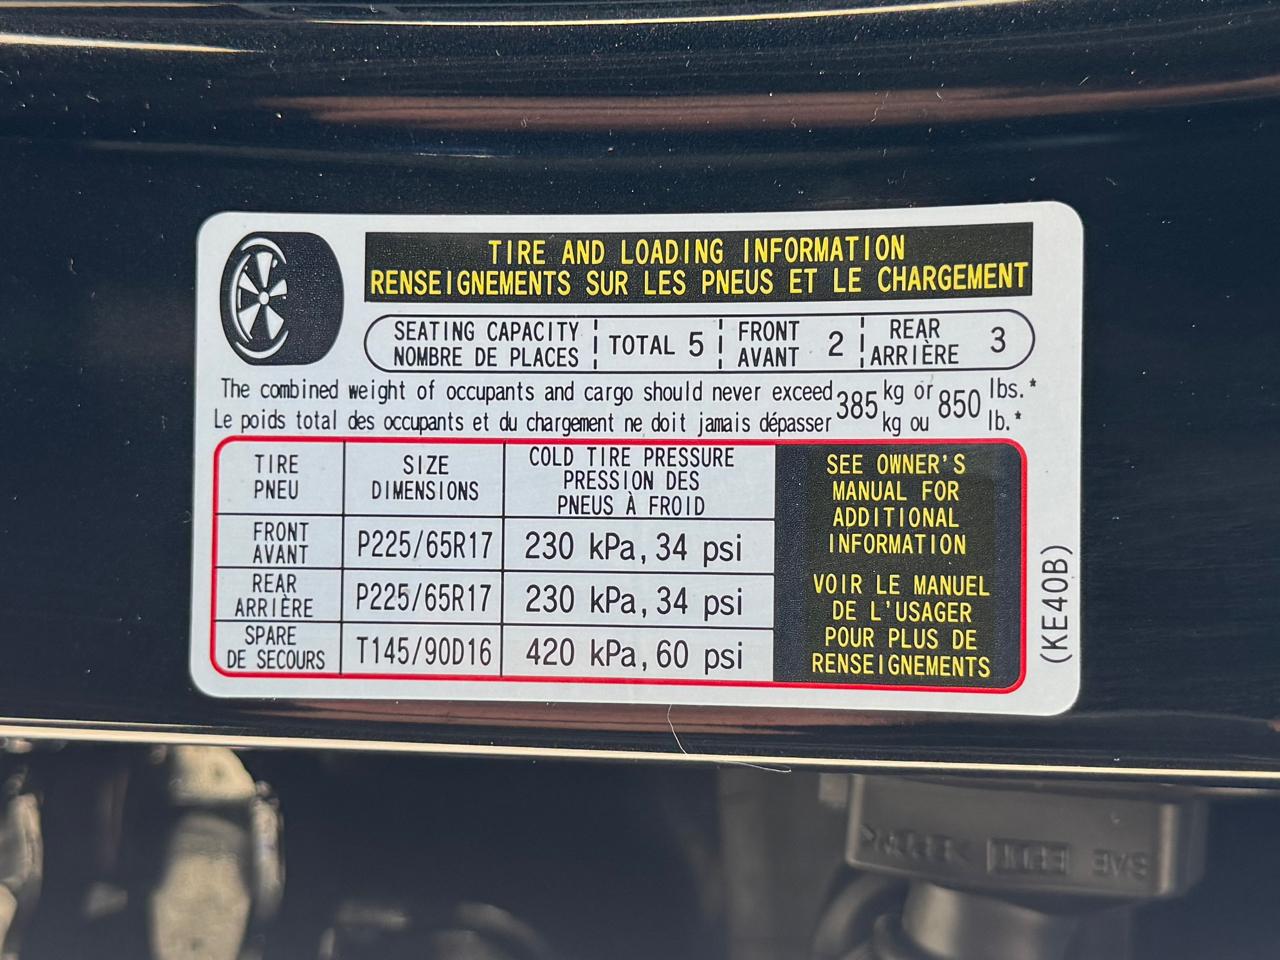 TIRE AND LOADING INFORMATION
RENSEIGNEMENTS SUR LES PNEUS ET LE CHARGEMENT
SEATING CAPACITY
NOMBRE DE PLACES
TOTAL 5
FRONT
AVANT
2
REAR
ARRIÈRE
3
The combined weight of occupants and cargo should never exceed
Le poids total des occupants et du chargement ne doit jamais dépasser
385
kg or
kg ou
850
lbs.*
lb.*
TIRE
PNEU
SIZE
DIMENSIONS
COLD TIRE PRESSURE
PRESSION DES
PNEUS À FROID
FRONT
AVANT
P225/65R17
230 kPa, 34 psi
REAR
ARRIÈRE
P225/65R17
230 kPa, 34 psi
SPARE
DE SECOURS
T145/90D16
420 kPa, 60 psi
SEE OWNER'S
MANUAL FOR
ADDITIONAL
INFORMATION
VOIR LE MANUEL
DE L'USAGER
POUR PLUS DE
RENSEIGNEMENTS
(KE40B)